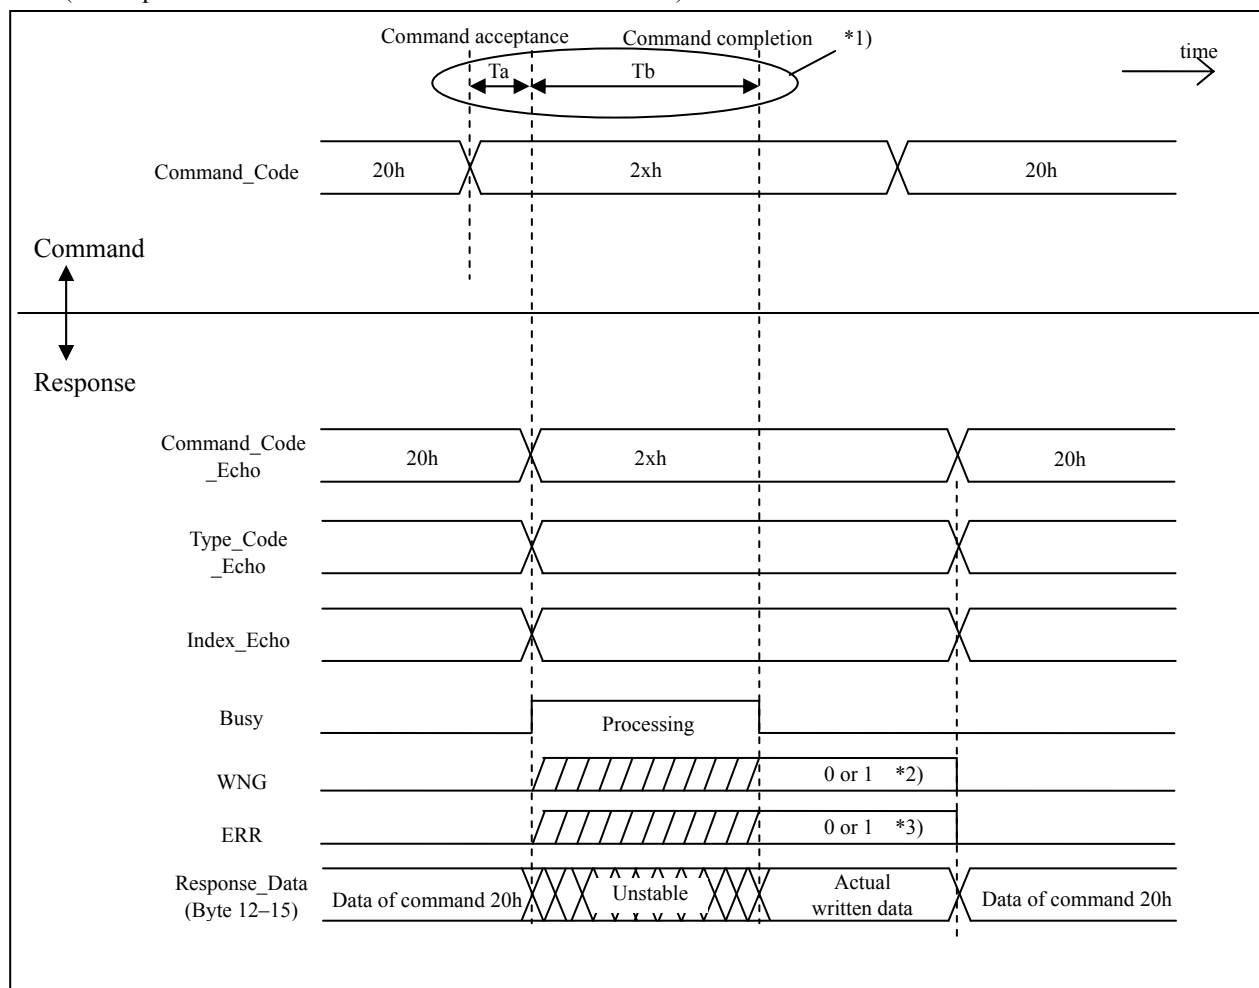 Command acceptance
Command completion *1)
time
Ta
Tb
Command_Code
20h
2xh
20h
Command
Response
Command_Code
_Echo
20h
2xh
20h
Type_Code
_Echo
Index_Echo
Busy
Processing
WNG
0 or 1 *2)
ERR
0 or 1 *3)
Response_Data
(Byte 12–15)
Data of command 20h
Unstable
Actual
written data
Data of command 20h